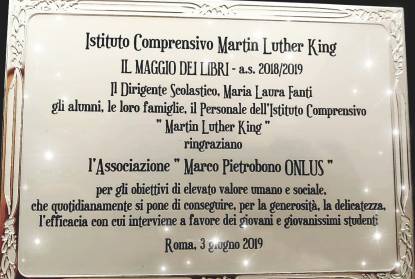 Istituto Comprensivo Martin Luther King
IL MAGGIO DEI LIBRI - a.s. 2018/2019
Il Dirigente Scolastico, Maria Laura Fanti
gli alunni, le loro famiglie, il Personale dell'Istituto Comprensivo
" Martin Luther King "
ringraziano
l'Associazione " Marco Pietrobono ONLUS "
per gli obiettivi di elevato valore umano e sociale,
che quotidianamente si pone di conseguire, per la generosità, la delicatezza,
l'efficacia con cui interviene a favore dei giovani e giovanissimi studenti
Roma, 3 giugno 2019